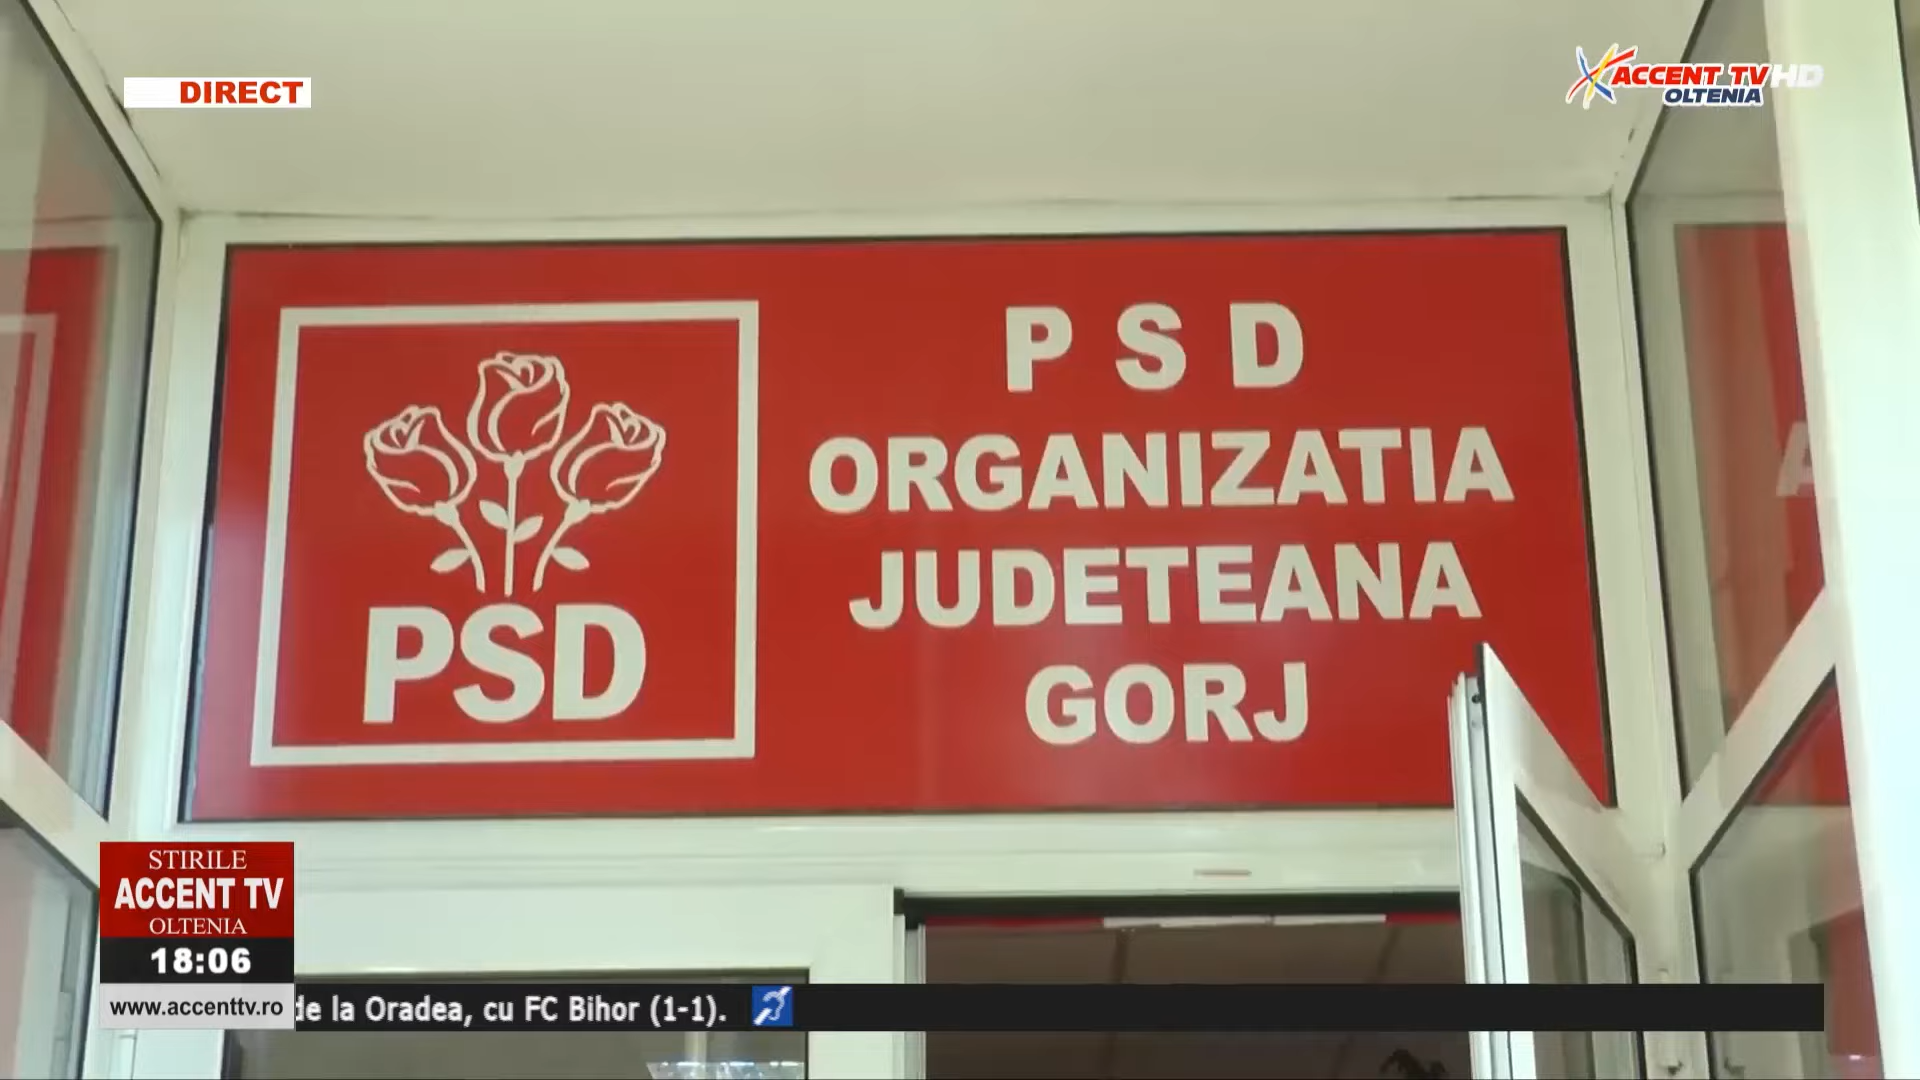 DIRECT
ACCENT TV HD
OLTENIA
P S D
ORGANIZATIA
JUDETEANA
GORJ
PSD
STIRILE
ACCENT TV
OLTENIA
18:06
www.accenttv.ro
de la Oradea, cu FC Bihor (1-1).